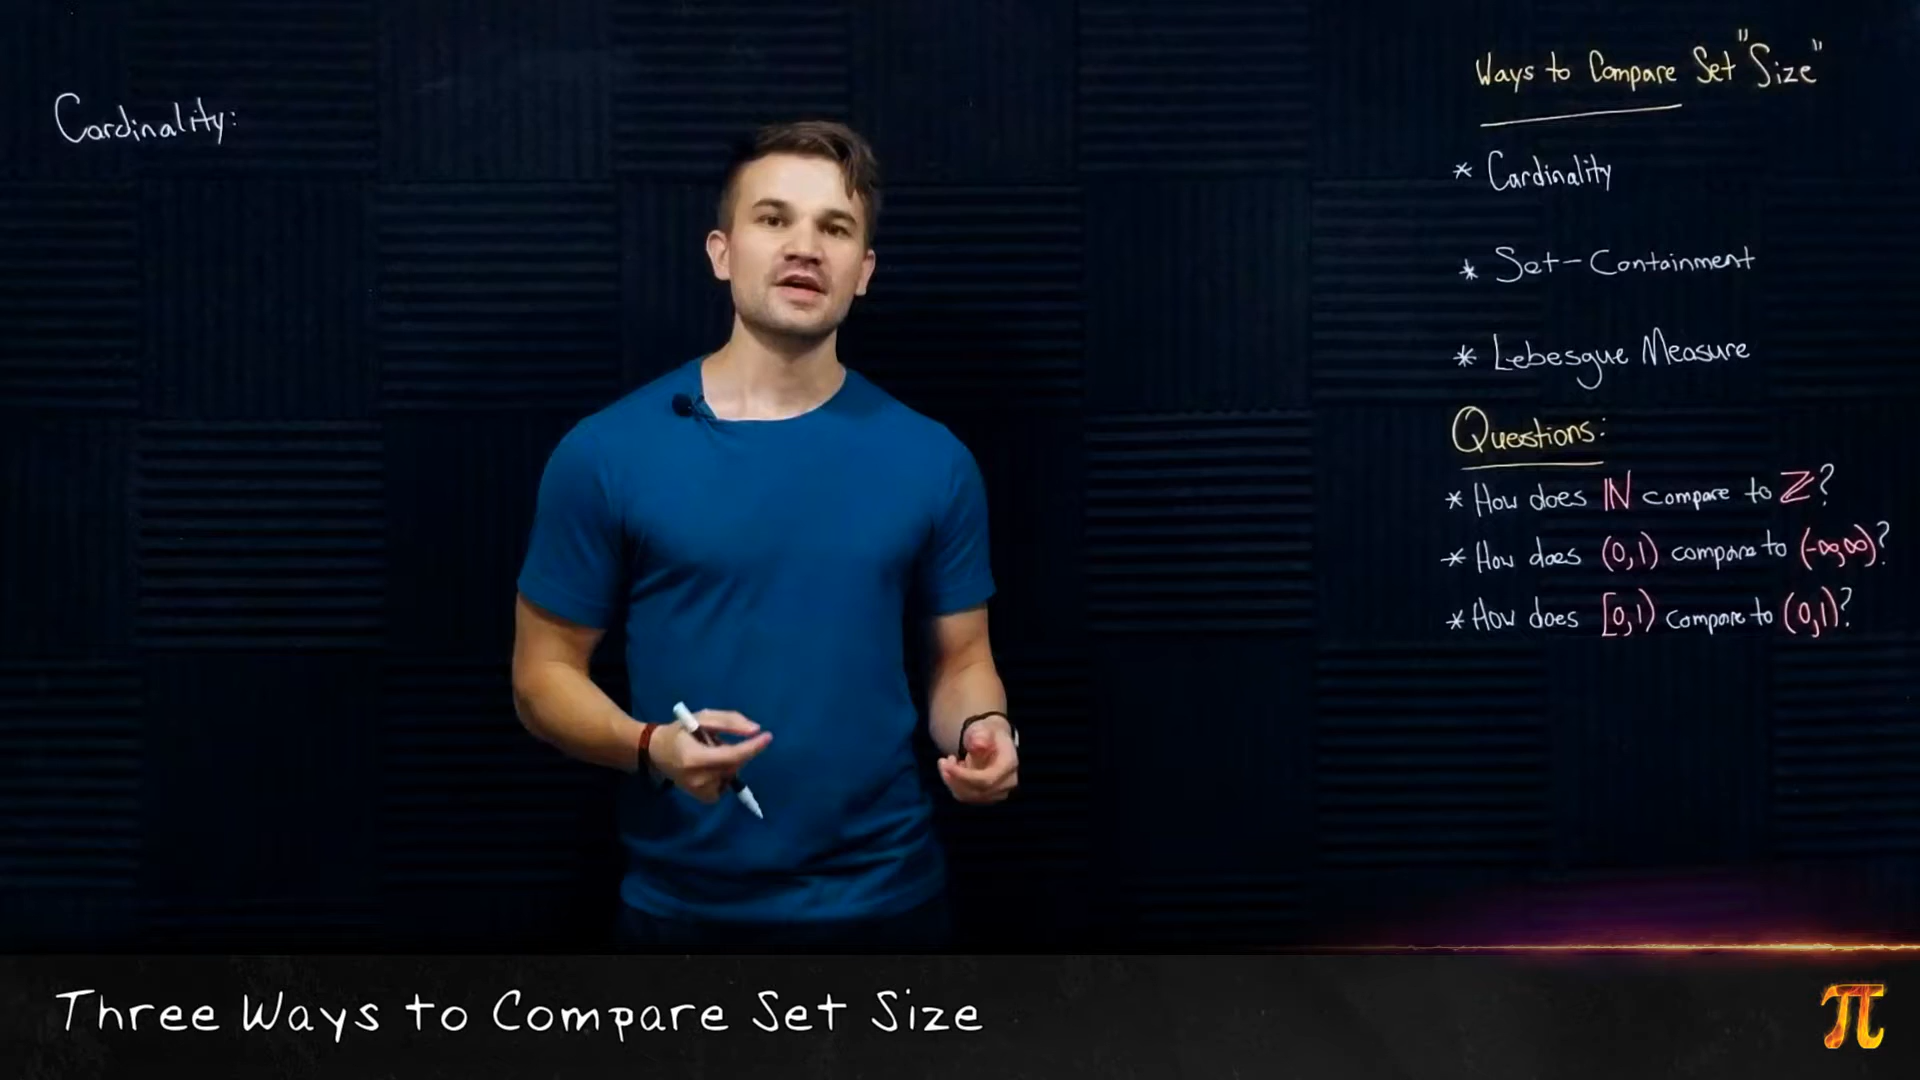 Cardinality:
Ways to Compare Set "Size"
* Cardinality
* Set-Containment
* Lebesgue Measure
Questions:
* How does ℕ compare to ℤ?
* How does (0,1) compare to (-∞,∞)?
* How does [0,1) compare to (0,1)?
Three Ways to Compare Set Size
π